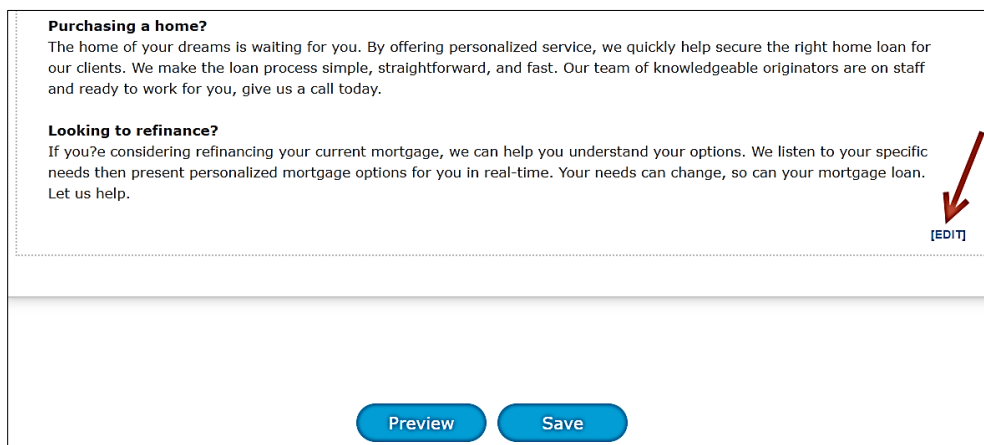 Purchasing a home?
The home of your dreams is waiting for you. By offering personalized service, we quickly help secure the right home loan for
our clients. We make the loan process simple, straightforward, and fast. Our team of knowledgeable originators are on staff
and ready to work for you, give us a call today.
Looking to refinance?
If you?e considering refinancing your current mortgage, we can help you understand your options. We listen to your specific
needs then present personalized mortgage options for you in real-time. Your needs can change, so can your mortgage loan.
Let us help.
[EDIT]
Preview Save